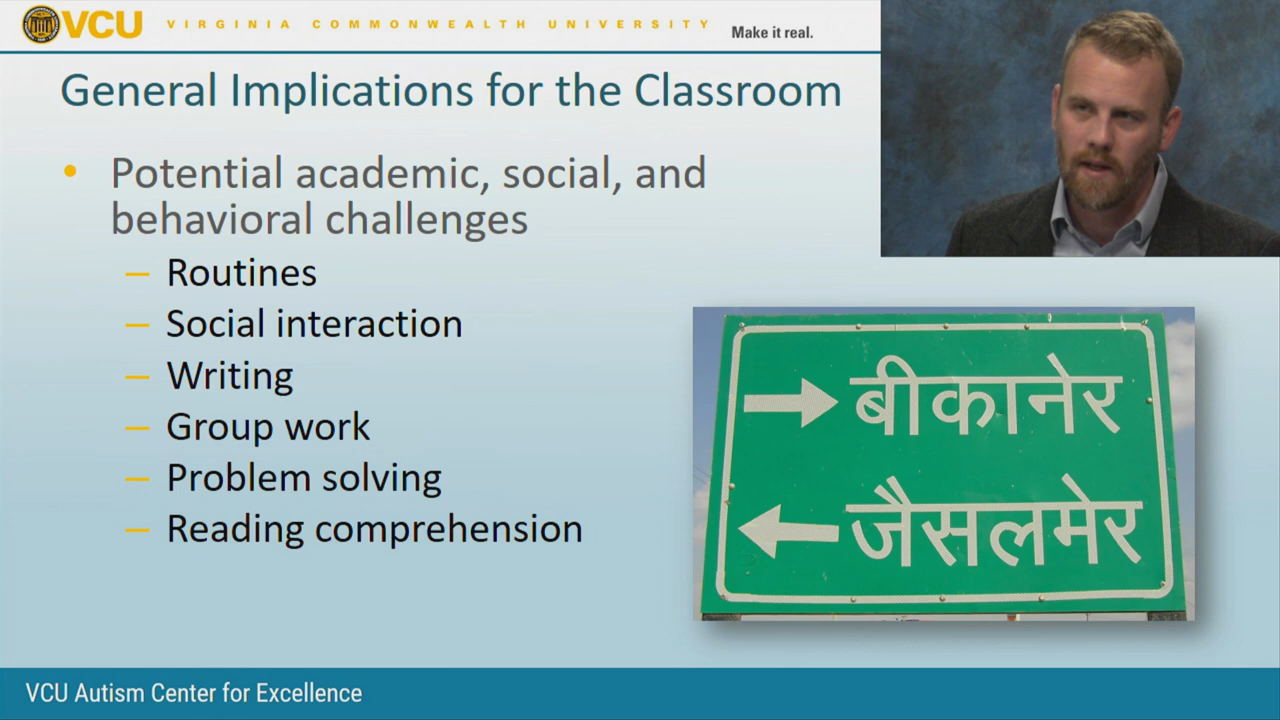 VCU VIRGINIA COMMONWEALTH UNIVERSITY
Make it real.
General Implications for the Classroom
• Potential academic, social, and
behavioral challenges
– Routines
– Social interaction
– Writing
– Group work
– Problem solving
– Reading comprehension
→ बीकानेर
← जैसलमेर
VCU Autism Center for Excellence